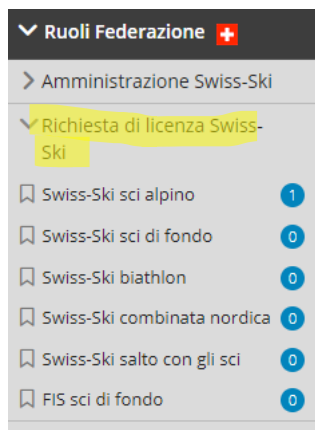 Ruoli Federazione
Amministrazione Swiss-Ski
Richiesta di licenza Swiss-
Ski
Swiss-Ski sci alpino 1
Swiss-Ski sci di fondo 0
Swiss-Ski biathlon 0
Swiss-Ski combinata nordica 0
Swiss-Ski salto con gli sci 0
FIS sci di fondo 0